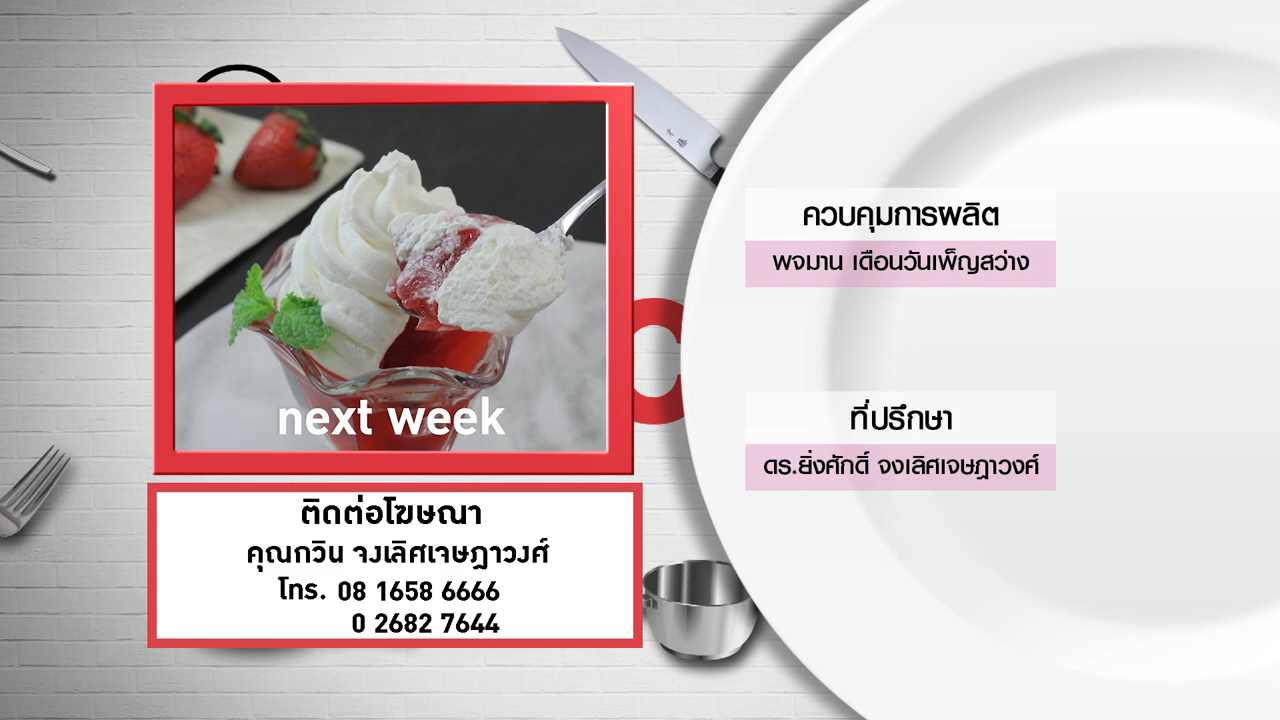 next week
ติดต่อโฆษณา
คุณกวิน จงเลิศเจษฎาวงศ์
โทร. 08 1658 6666
0 2682 7644
ควบคุมการผลิต
พจมาน เดือนวันเพ็ญสว่าง
ที่ปรึกษา
ดร.ยิ่งศักดิ์ จงเลิศเจษฎาวงศ์